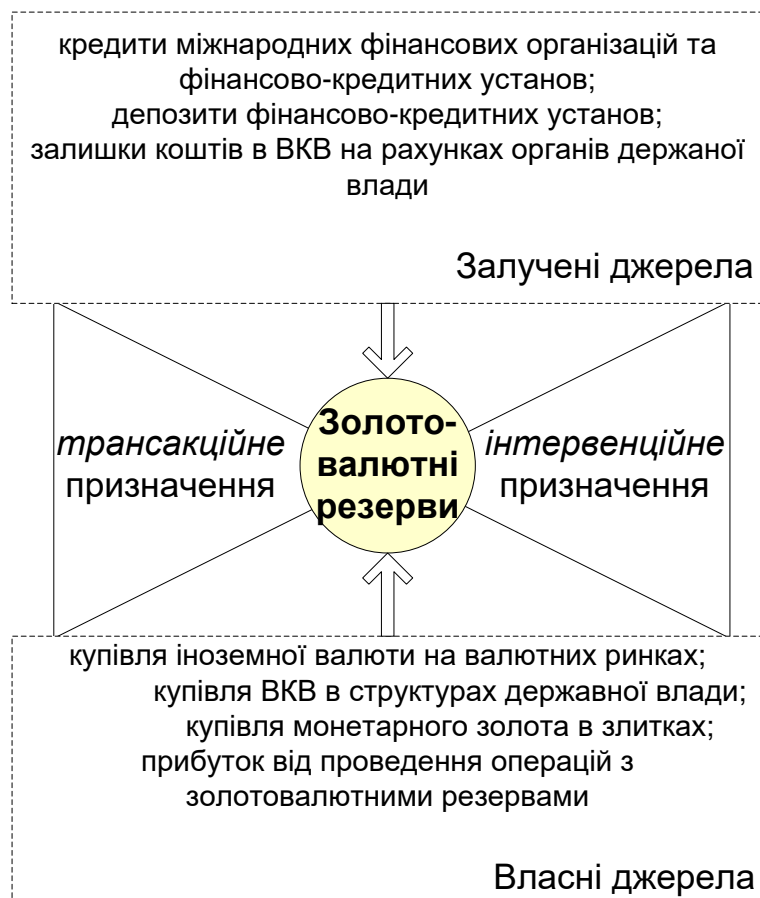 кредити міжнародних фінансових організацій та
фінансово-кредитних установ;
депозити фінансово-кредитних установ;
залишки коштів в ВКВ на рахунках органів держаної
влади
Залучені джерела
трансакційне
призначення
Золото-
валютні
резерви
інтервенційне
призначення
купівля іноземної валюти на валютних ринках;
купівля ВКВ в структурах державної влади;
купівля монетарного золота в злитках;
прибуток від проведення операцій з
золотовалютними резервами
Власні джерела